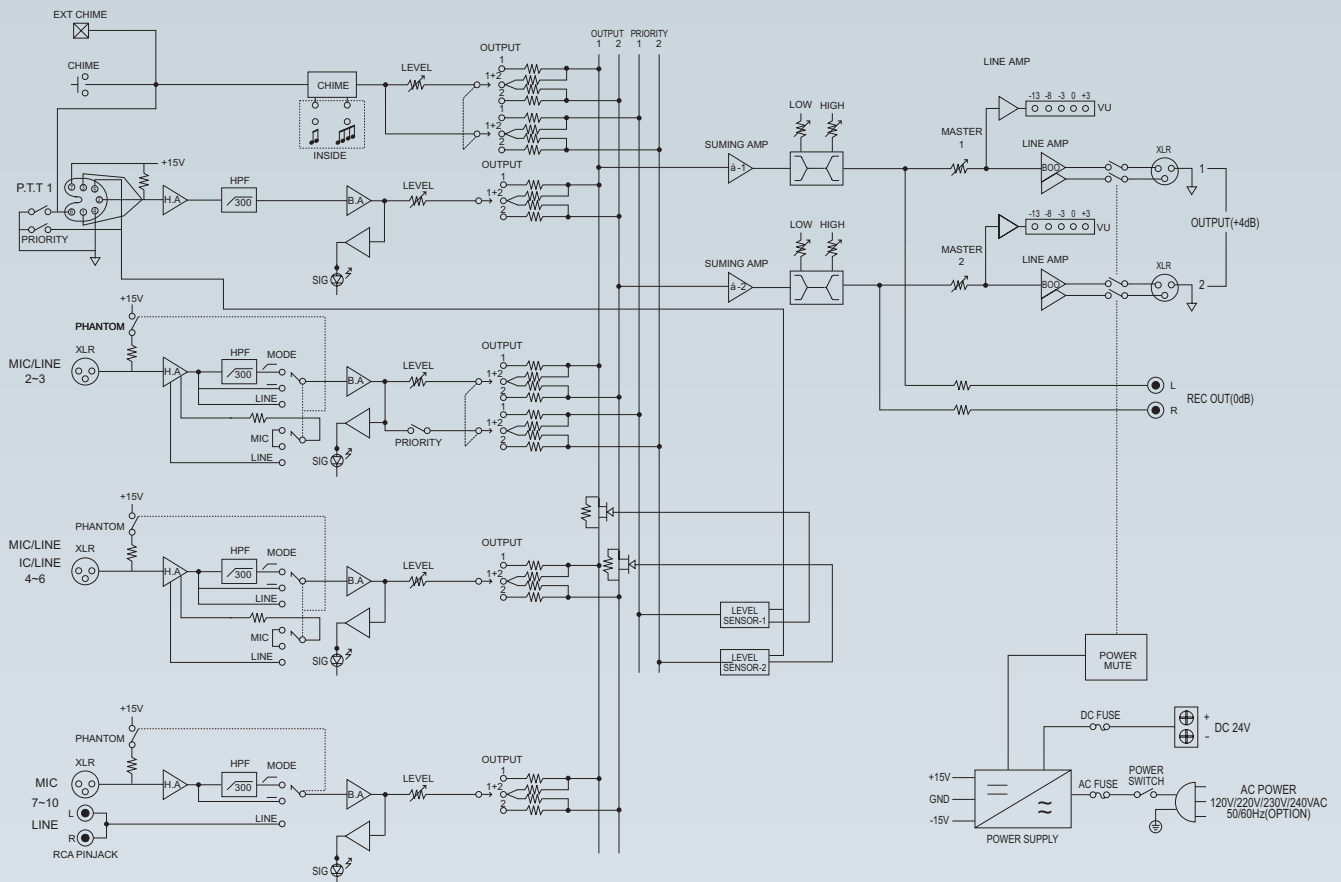 EXT CHIME
CHIME
CHIME
INSIDE
LEVEL
OUTPUT
1
1+2
2
1
1+2
2
OUTPUT PRIORITY
1 2 1 2
P.T.T 1
PRIORITY
+15V
H.A
HPF
300
B.A
LEVEL
SIG
OUTPUT
1
1+2
2
MIC/LINE
2~3
+15V
PHANTOM
XLR
H.A
HPF
300
MODE
LINE
MIC
LINE
B.A
LEVEL
SIG
PRIORITY
OUTPUT
1
1+2
2
1
1+2
2
MIC/LINE
IC/LINE
4~6
+15V
PHANTOM
XLR
H.A
HPF
300
MODE
LINE
MIC
LINE
B.A
LEVEL
SIG
OUTPUT
1
1+2
2
MIC
7~10
LINE
+15V
PHANTOM
XLR
L
R
RCA PINJACK
H.A
HPF
300
MODE
LINE
B.A
LEVEL
SIG
OUTPUT
1
1+2
2
LEVEL
SENSOR-1
LEVEL
SENSOR-2
SUMING AMP
à-1
LOW HIGH
MASTER
1
LINE AMP
-13 -8 -3 0 +3
VU
LINE AMP
BOO
XLR
1
OUTPUT(+4dB)
SUMING AMP
à-2
LOW HIGH
MASTER
2
-13 -8 -3 0 +3
VU
LINE AMP
BOO
XLR
2
L
R
REC OUT(0dB)
POWER
MUTE
DC FUSE
+
-
DC 24V
+15V
GND
-15V
POWER SUPPLY
AC FUSE
POWER
SWITCH
AC POWER
120V/220V/230V/240VAC
50/60Hz(OPTION)